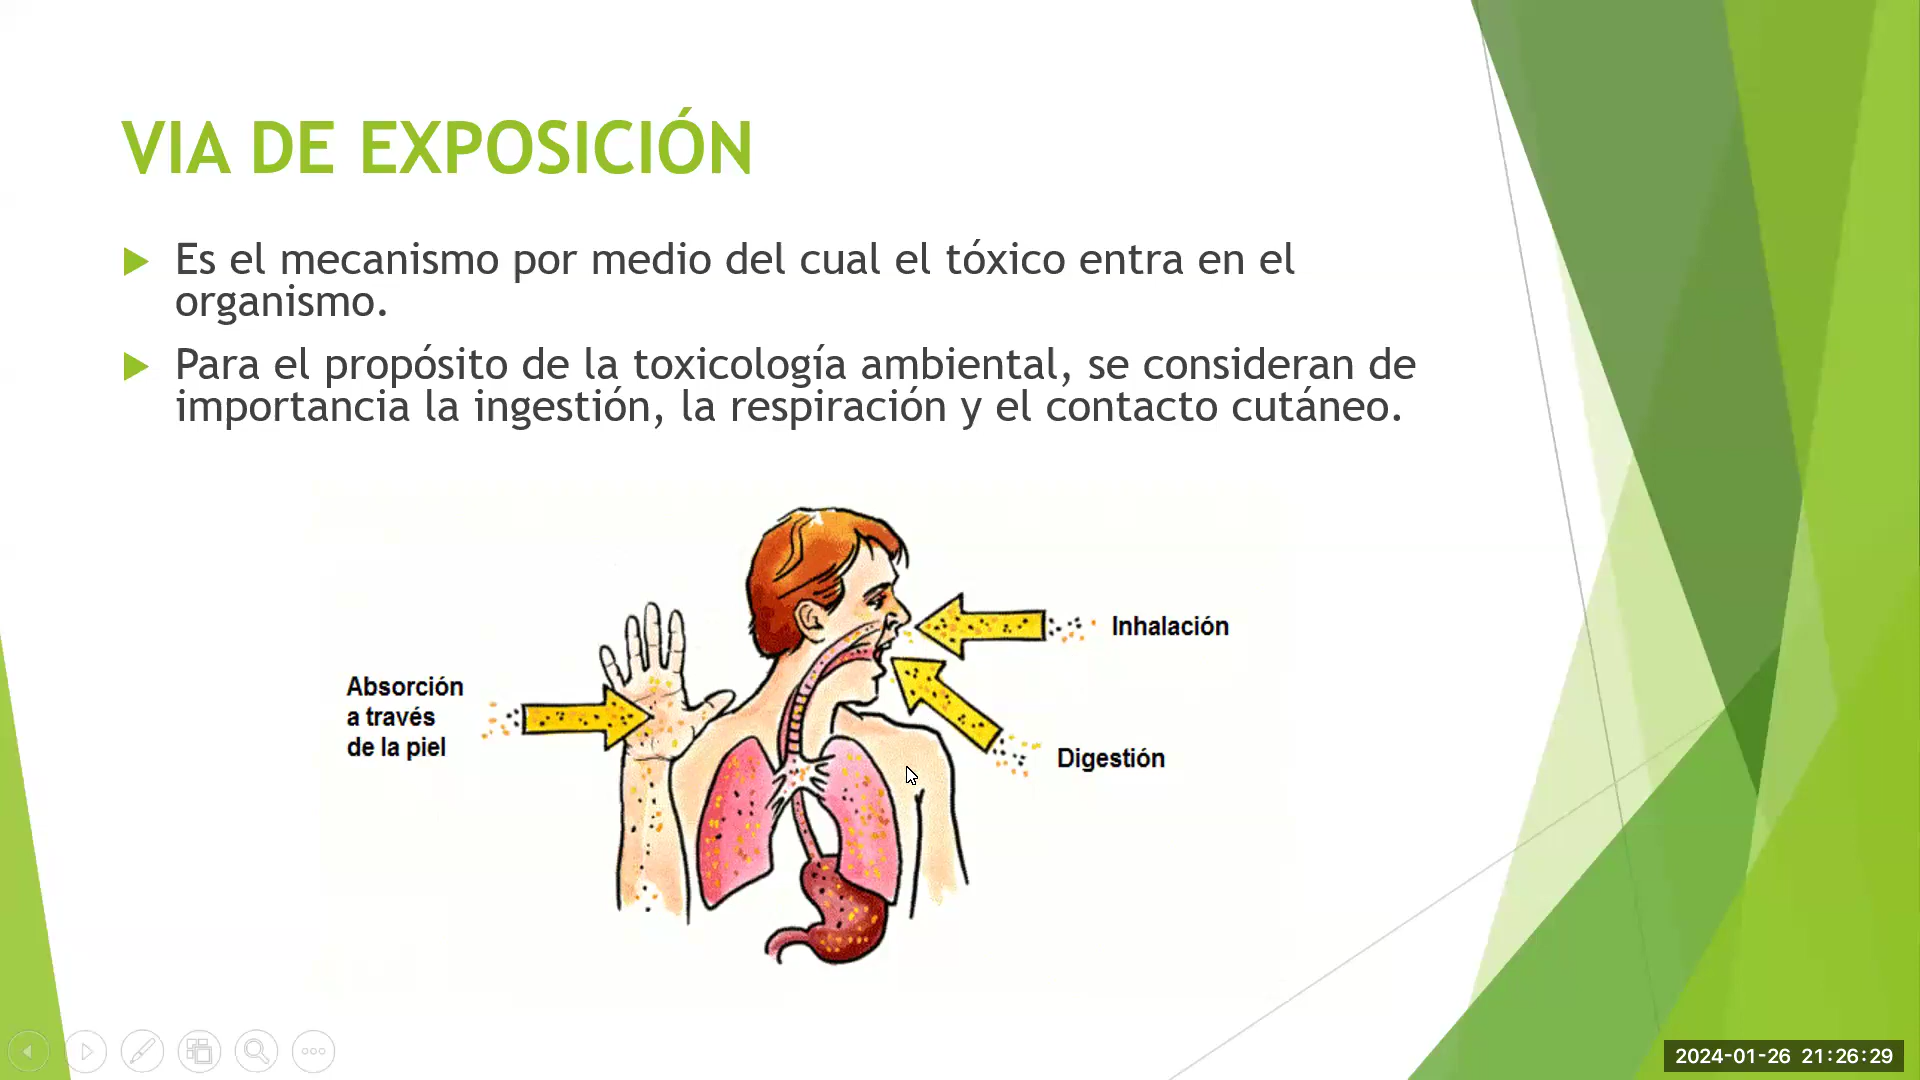 VIA DE EXPOSICIÓN
Es el mecanismo por medio del cual el tóxico entra en el
organismo.
Para el propósito de la toxicología ambiental, se consideran de
importancia la ingestión, la respiración y el contacto cutáneo.
Inhalación
Absorción
a través
de la piel
Digestión
2024-01-26 21:26:29